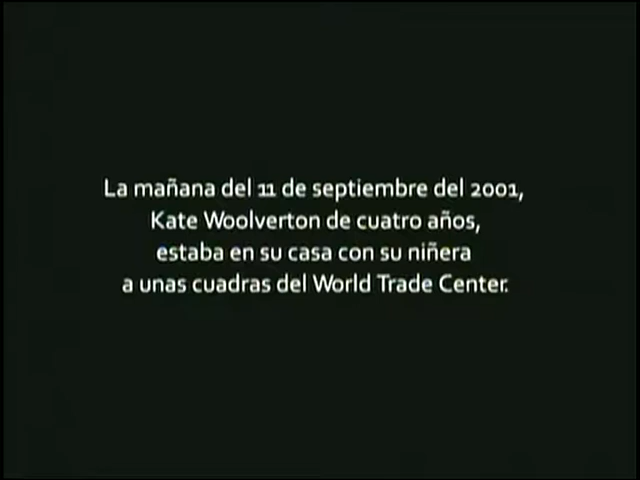 La mañana del 11 de septiembre del 2001,
Kate Woolverton de cuatro años,
estaba en su casa con su niñera
a unas cuadras del World Trade Center.